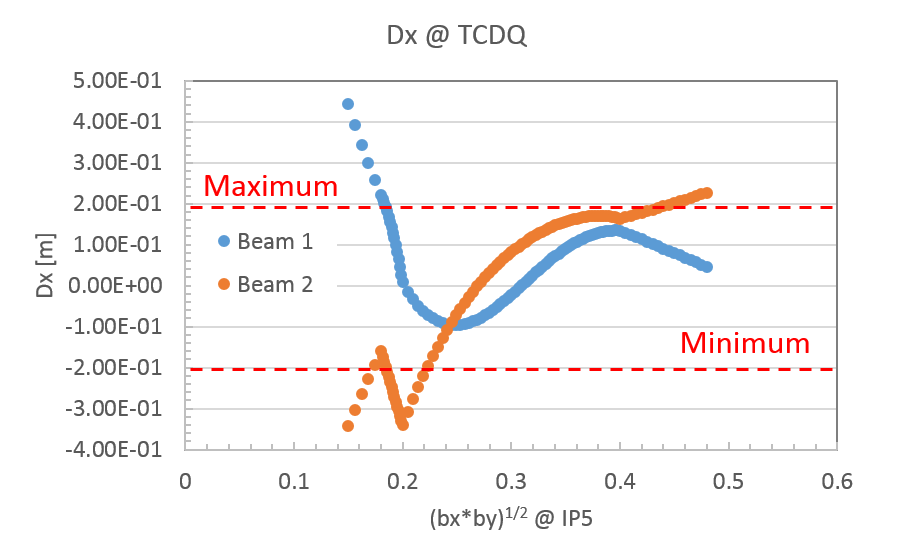 Dx @ TCDQ
5.00E-01
4.00E-01
3.00E-01
2.00E-01
1.00E-01
0.00E+00
-1.00E-01
-2.00E-01
-3.00E-01
-4.00E-01
Dx [m]
Maximum
Beam 1
Beam 2
Minimum
0 0.1 0.2 0.3 0.4 0.5 0.6
(bx*by)¹/² @ IP5